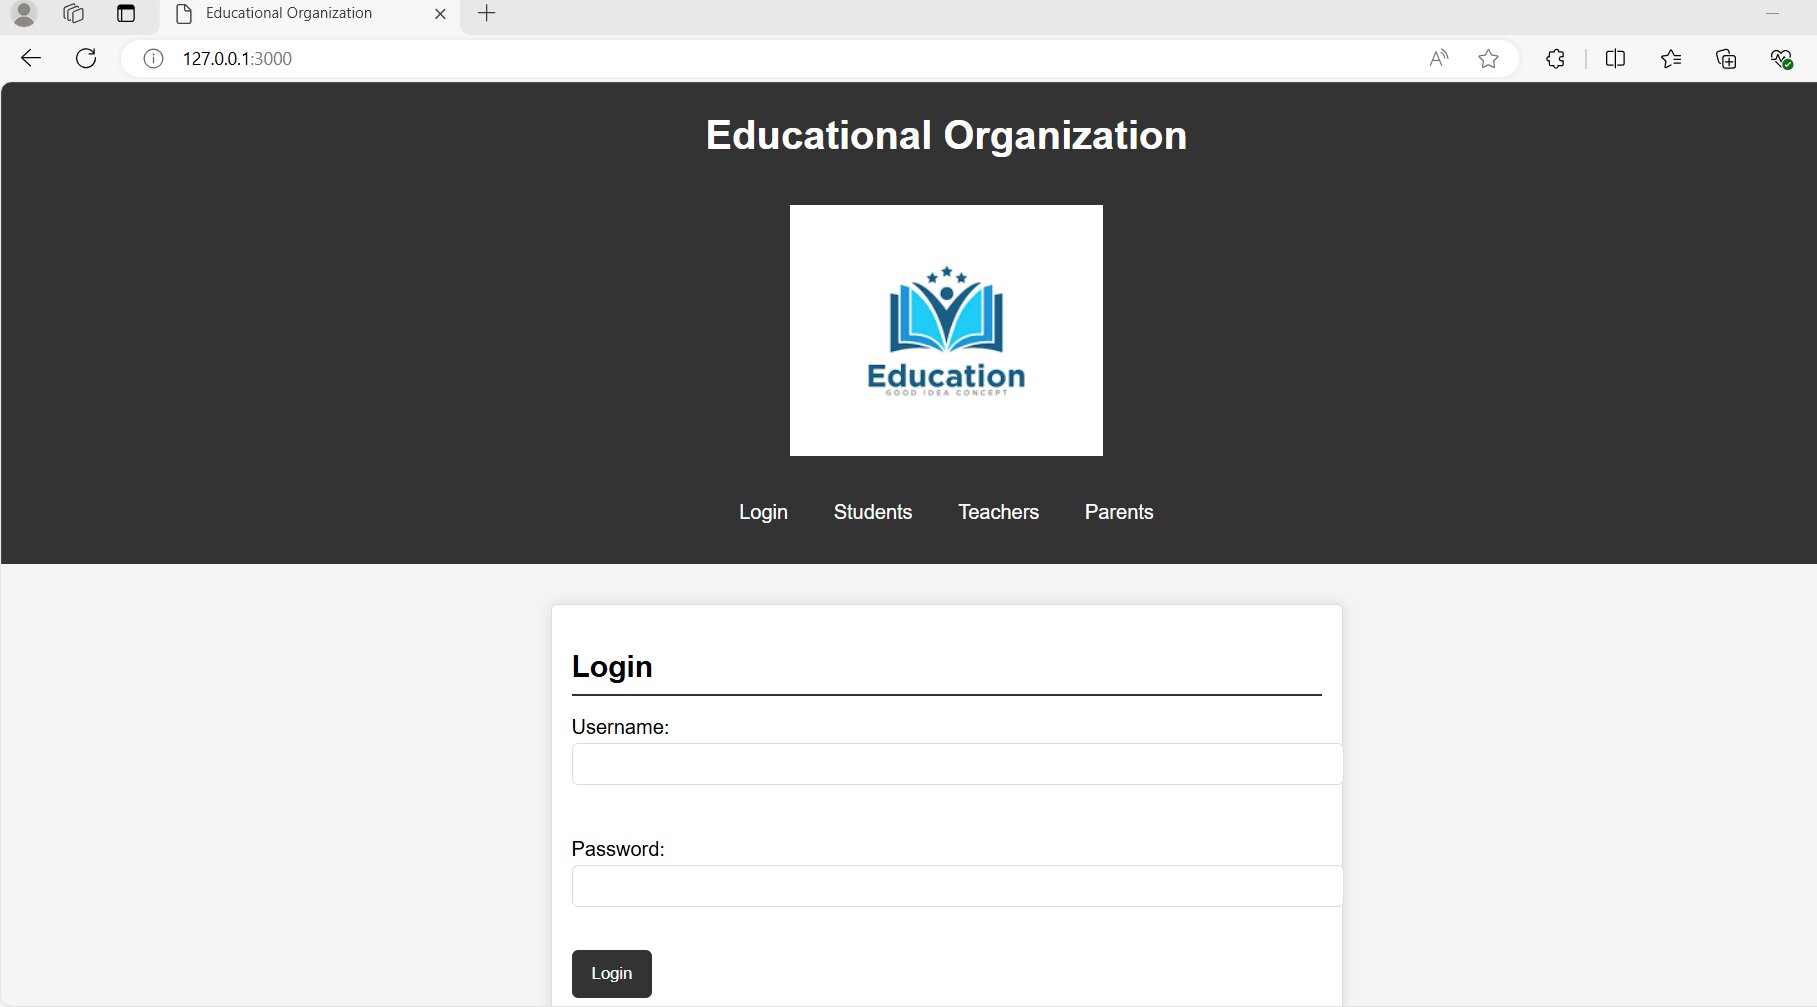 Educational Organization
127.0.0.1:3000
Educational Organization
Education
GOOD IDEA CONCEPT
Login Students Teachers Parents
Login
Username:
Password:
Login